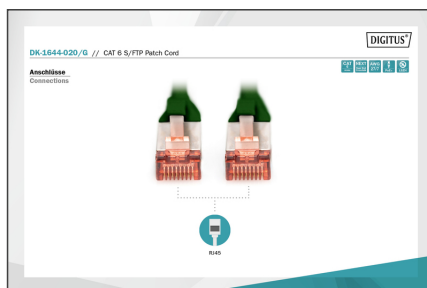 DIGITUS®
DK-1644-020/G // CAT 6 S/FTP Patch Cord
Anschlüsse
Connections
RJ45